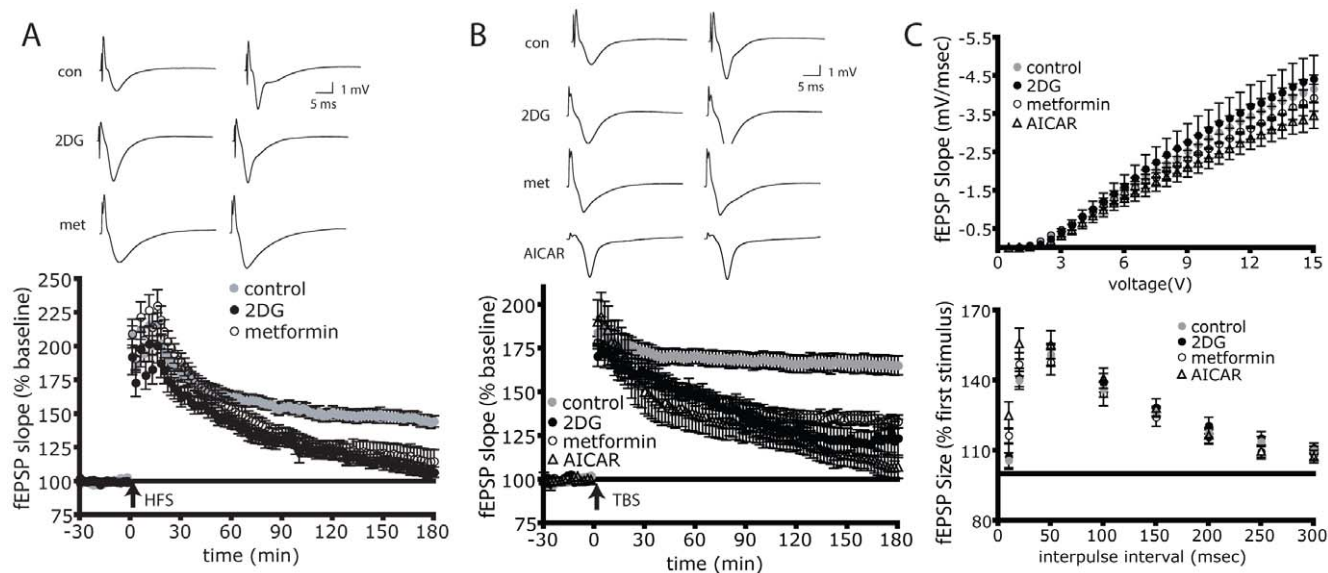 A
con
1 mV
5 ms
2DG
met
250
225
200
175
150
125
100
75
fEPSP slope (% baseline)
control
2DG
metformin
HFS
-30
0
30
60
90
120
150
180
time (min)
B
con
1 mV
5 ms
2DG
met
AICAR
200
175
150
125
100
75
fEPSP slope (% baseline)
control
2DG
metformin
AICAR
TBS
-30
0
30
60
90
120
150
180
time (min)
C
-5.5
-4.5
-3.5
-2.5
-1.5
-0.5
fEPSP Slope (mV/msec)
control
2DG
metformin
AICAR
3
6
9
12
15
voltage(V)
170
140
110
80
fEPSP Size (% first stimulus)
control
2DG
metformin
AICAR
0
50
100
150
200
250
300
interpulse interval (msec)